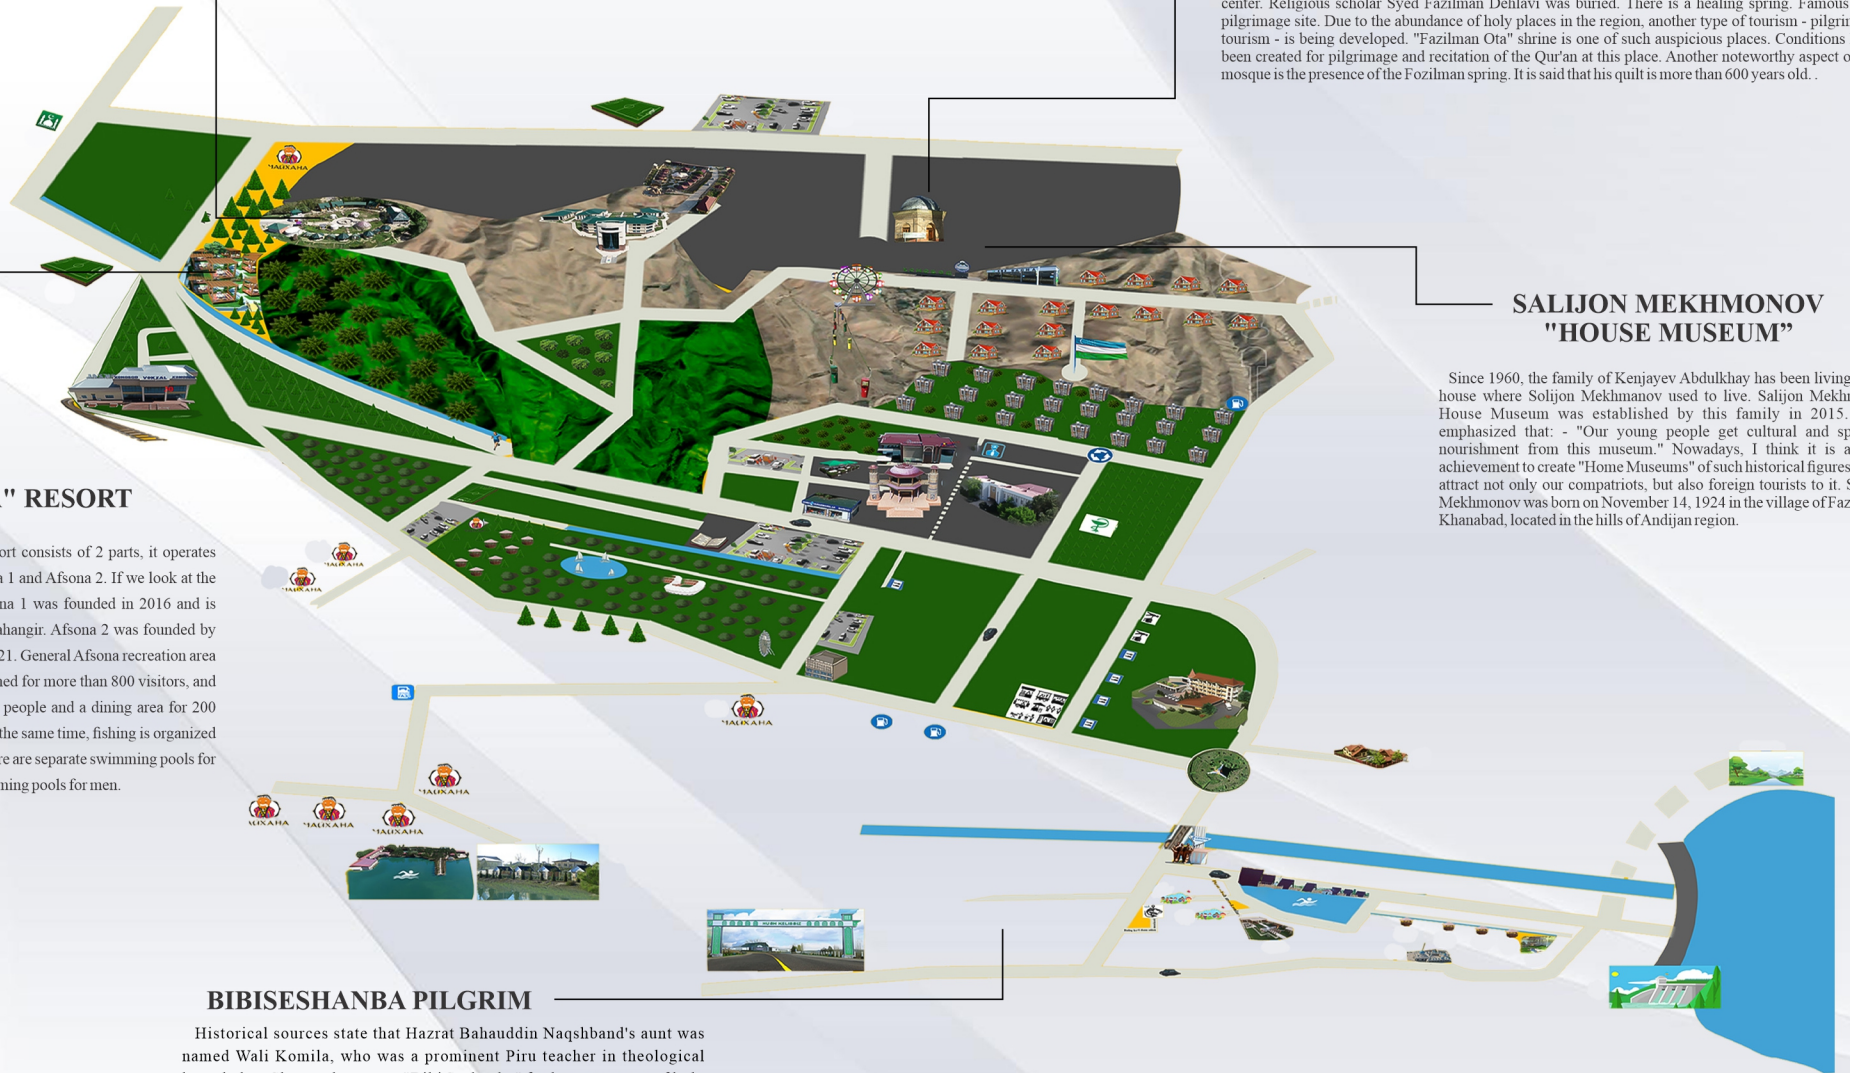 center. Religious scholar Syed Fazilman Dehlavi was buried. There is a healing spring. Famous
pilgrimage site. Due to the abundance of holy places in the region, another type of tourism - pilgrim
tourism - is being developed. "Fazilman Ota" shrine is one of such auspicious places. Conditions
been created for pilgrimage and recitation of the Qur'an at this place. Another noteworthy aspect o
mosque is the presence of the Fozilman spring. It is said that his quilt is more than 600 years old. .
SALIJON MEKHMONOV
"HOUSE MUSEUM”
Since 1960, the family of Kenjayev Abdulkhay has been living
house where Solijon Mekhmanov used to live. Salijon Mekhm
House Museum was established by this family in 2015.
emphasized that: - "Our young people get cultural and sp
nourishment from this museum." Nowadays, I think it is a
achievement to create "Home Museums" of such historical figures
attract not only our compatriots, but also foreign tourists to it. S
Mekhmonov was born on November 14, 1924 in the village of Faz
Khanabad, located in the hills of Andijan region.
" RESORT
ort consists of 2 parts, it operates
a 1 and Afsona 2. If we look at the
na 1 was founded in 2016 and is
ahangir. Afsona 2 was founded by
21. General Afsona recreation area
ned for more than 800 visitors, and
people and a dining area for 200
the same time, fishing is organized
re are separate swimming pools for
ming pools for men.
BIBISESHANBA PILGRIM
Historical sources state that Hazrat Bahauddin Naqshband's aunt was
named Wali Komila, who was a prominent Piru teacher in theological